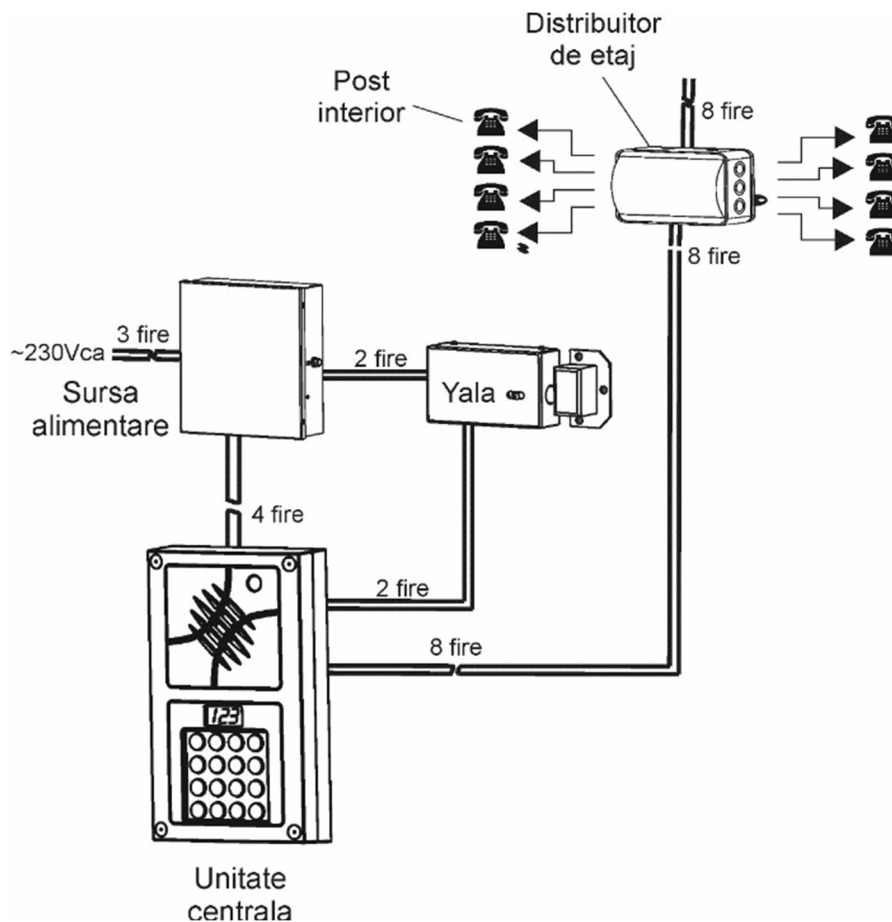 Distribuitor
de etaj
Post
interior
8 fire
8 fire
3 fire
~230Vca
2 fire
Sursa
alimentare
Yala
4 fire
2 fire
8 fire
123
Unitate
centrala